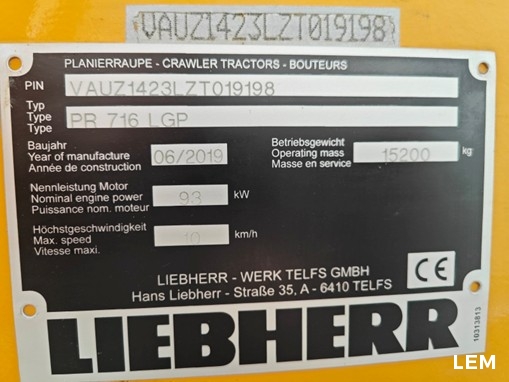 VAUZ1423LZT019198
PLANIERRAUPE - CRAWLER TRACTORS - BOUTEURS
PIN VAUZ1423LZT019198
Typ
Type PR 716 LGP
Type
Baujahr
Year of manufacture 06/2019
Année de construction
Betriebsgewicht
Operating mass 15200 kg
Masse en service
Nennleistung Motor
Nominal engine power 93 kW
Puissance nom. moteur
Höchstgeschwindigkeit
Max. speed 10 km/h
Vitesse maxi.
LIEBHERR - WERK TELFS GMBH
Hans Liebherr - Straße 35, A - 6410 TELFS
CE
LIEBHERR
10313813
LEM